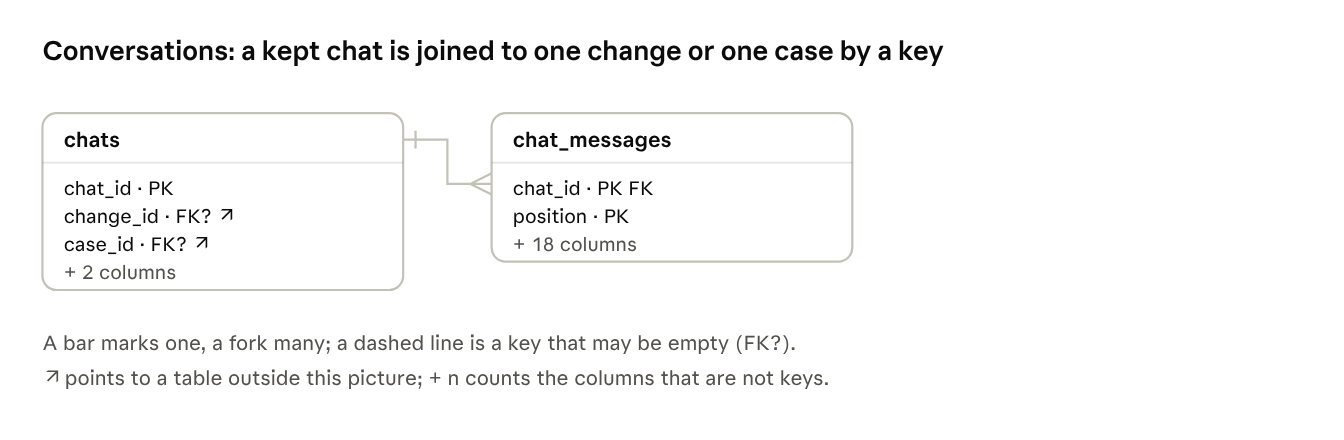 Conversations: a kept chat is joined to one change or one case by a key
chats
chat_id · PK
change_id · FK? ↗
case_id · FK? ↗
+ 2 columns
chat_messages
chat_id · PK FK
position · PK
+ 18 columns
A bar marks one, a fork many; a dashed line is a key that may be empty (FK?).
↗ points to a table outside this picture; + n counts the columns that are not keys.